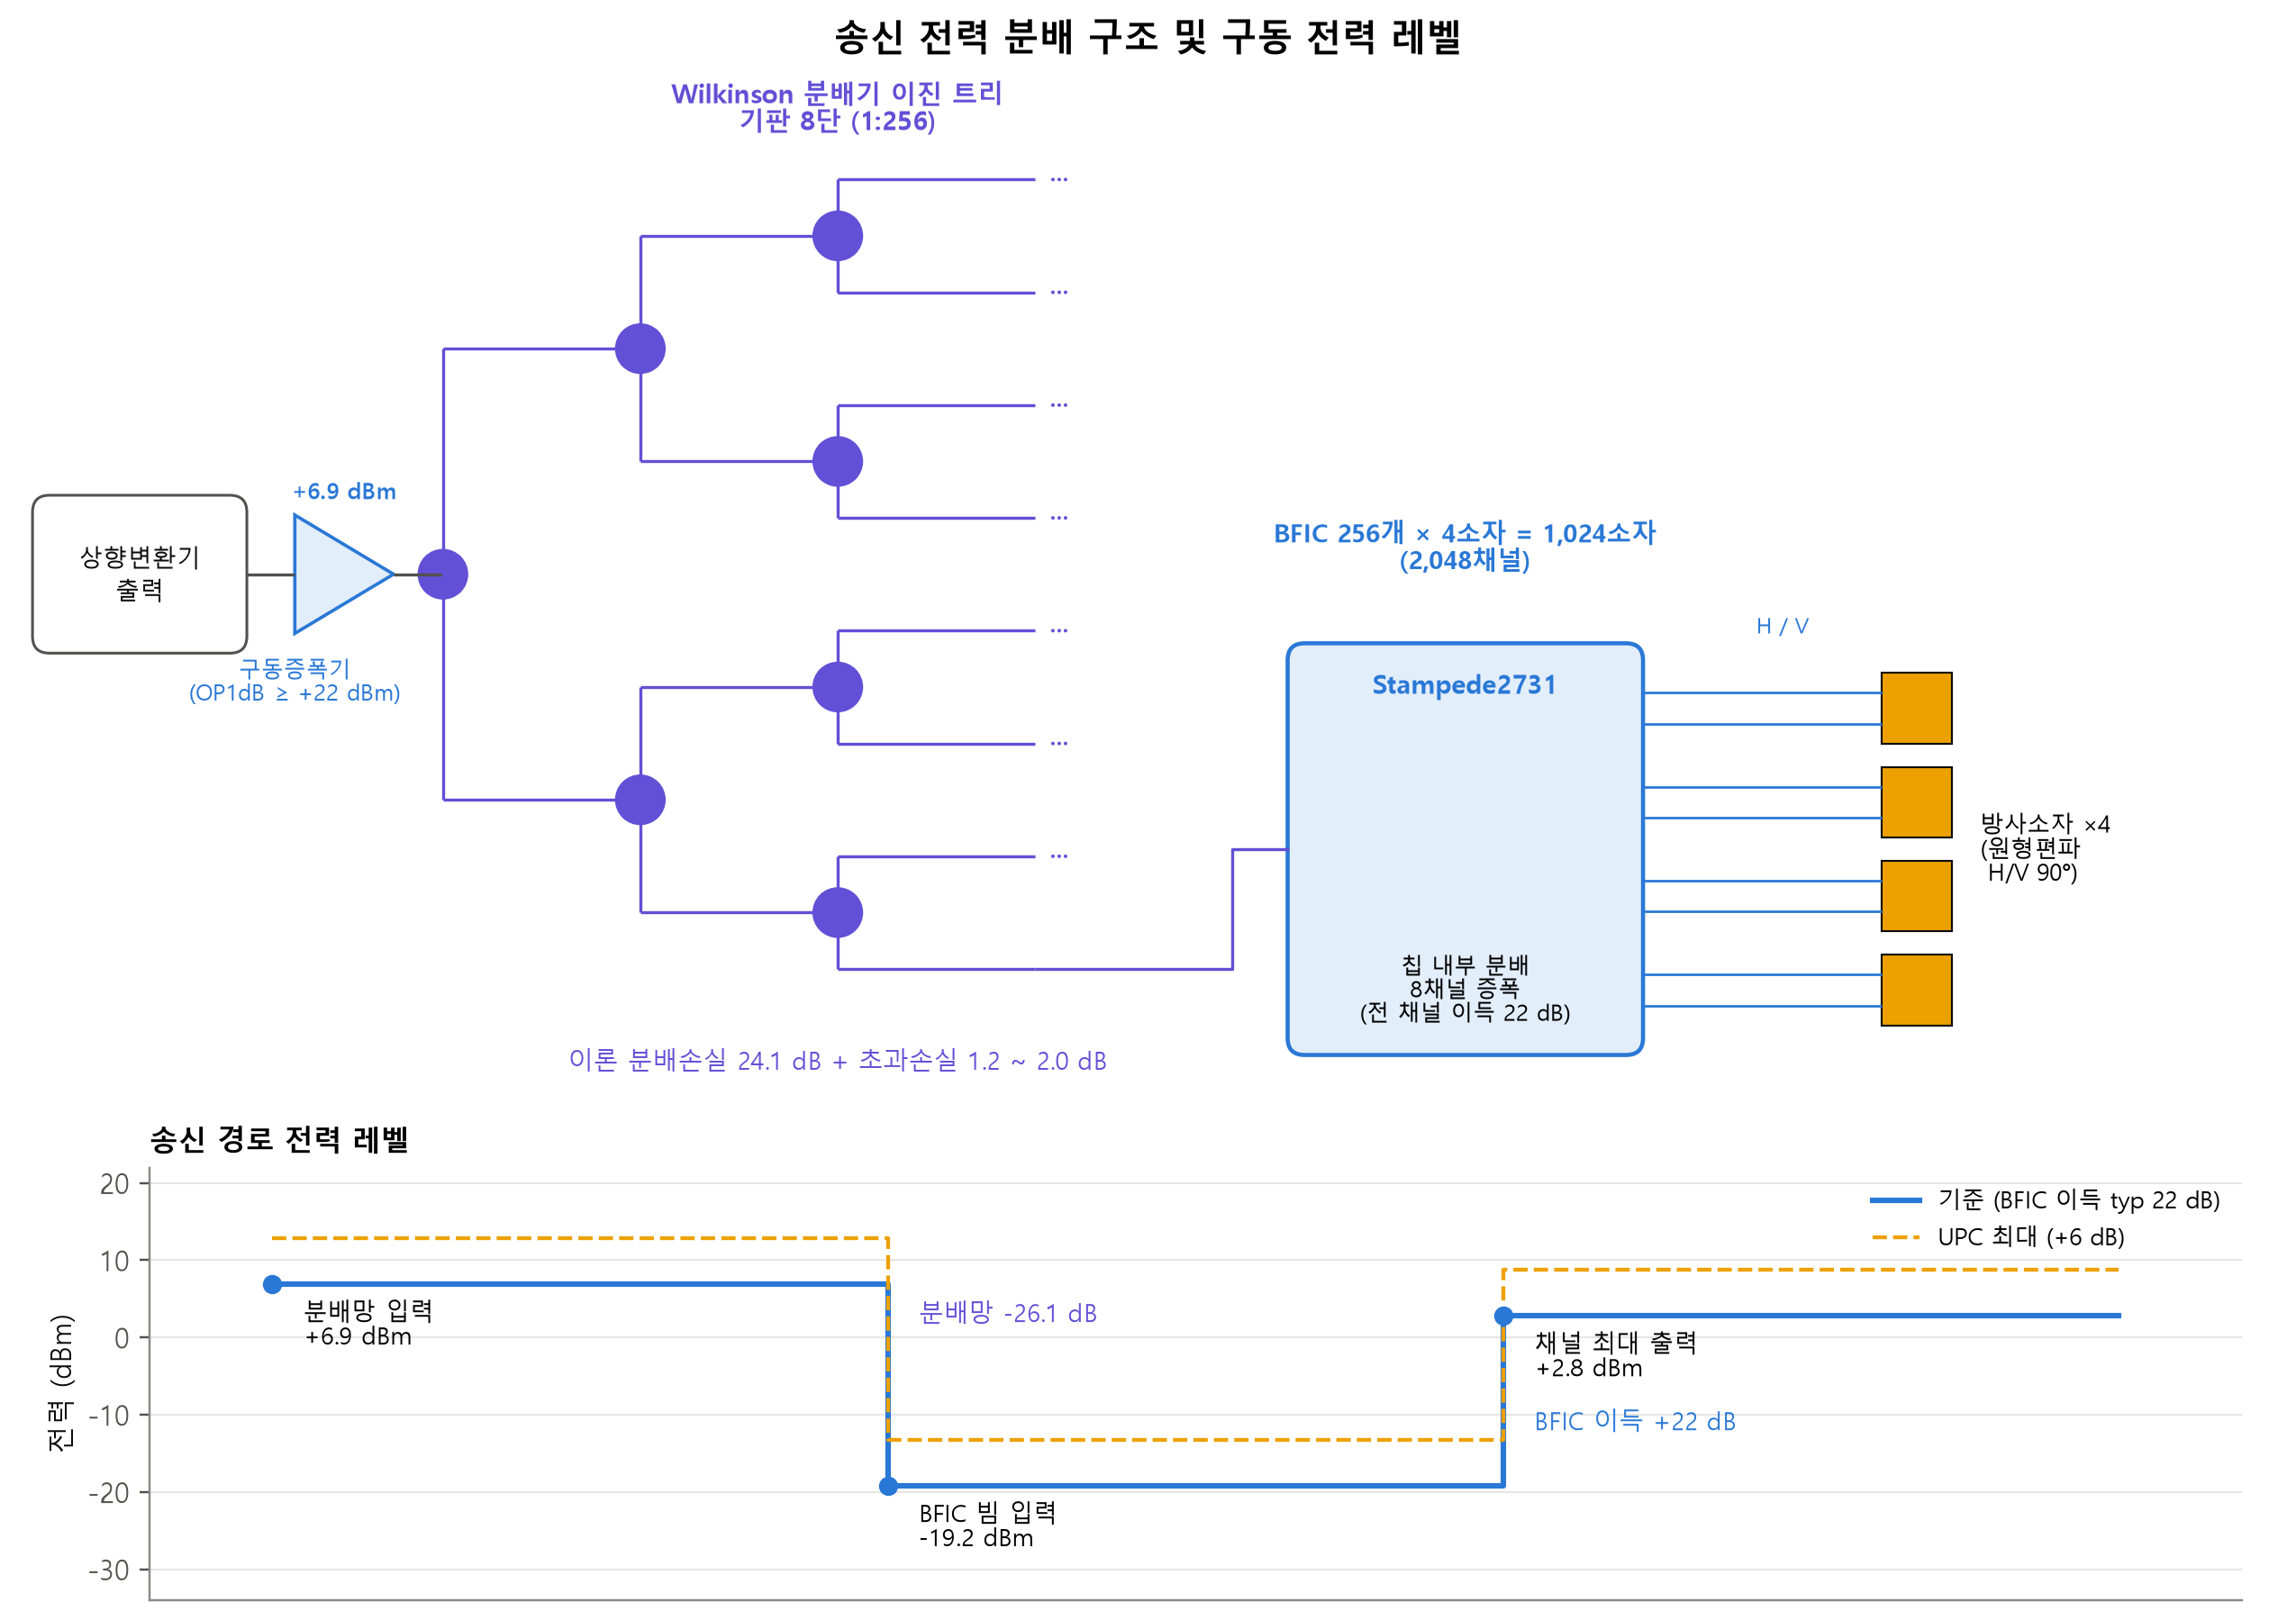 송신 전력 분배 구조 및 구동 전력 레벨
Wilkinson 분배기 이진 트리
기판 8단 (1:256)
...
...
...
...
...
...
...
+6.9 dBm
상향변환기
출력
구동증폭기
(OP1dB ≥ +22 dBm)
BFIC 256개 × 4소자 = 1,024소자
(2,048채널)
H / V
Stampede2731
칩 내부 분배
8채널 증폭
(전 채널 이득 22 dB)
방사소자 ×4
(원형편파
H/V 90°)
이론 분배손실 24.1 dB + 초과손실 1.2 ~ 2.0 dB
송신 경로 전력 레벨
전력 (dBm)
20
10
0
-10
-20
-30
기준 (BFIC 이득 typ 22 dB)
UPC 최대 (+6 dB)
분배망 입력
+6.9 dBm
분배망 -26.1 dB
BFIC 빔 입력
-19.2 dBm
채널 최대 출력
+2.8 dBm
BFIC 이득 +22 dB